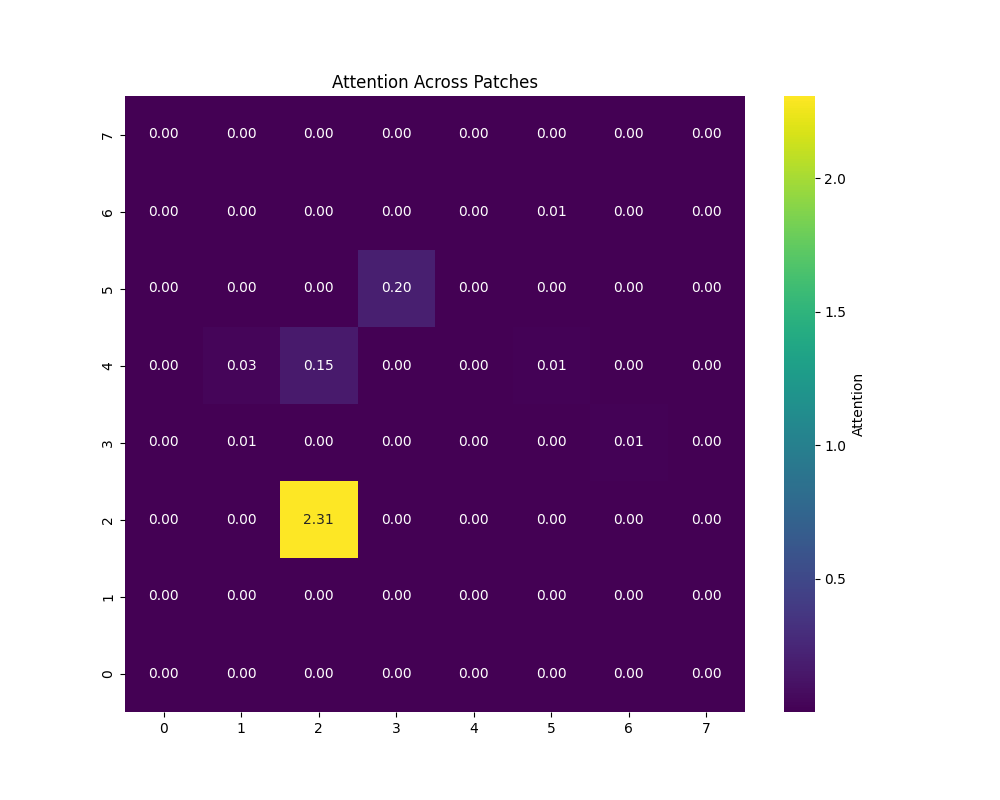 Attention Across Patches
7 0.00 0.00 0.00 0.00 0.00 0.00 0.00 0.00
6 0.00 0.00 0.00 0.00 0.00 0.01 0.00 0.00
5 0.00 0.00 0.00 0.20 0.00 0.00 0.00 0.00
4 0.00 0.03 0.15 0.00 0.00 0.01 0.00 0.00
3 0.00 0.01 0.00 0.00 0.00 0.00 0.01 0.00
2 0.00 0.00 2.31 0.00 0.00 0.00 0.00 0.00
1 0.00 0.00 0.00 0.00 0.00 0.00 0.00 0.00
0 0.00 0.00 0.00 0.00 0.00 0.00 0.00 0.00
0 1 2 3 4 5 6 7
2.0
1.5
1.0
0.5
Attention